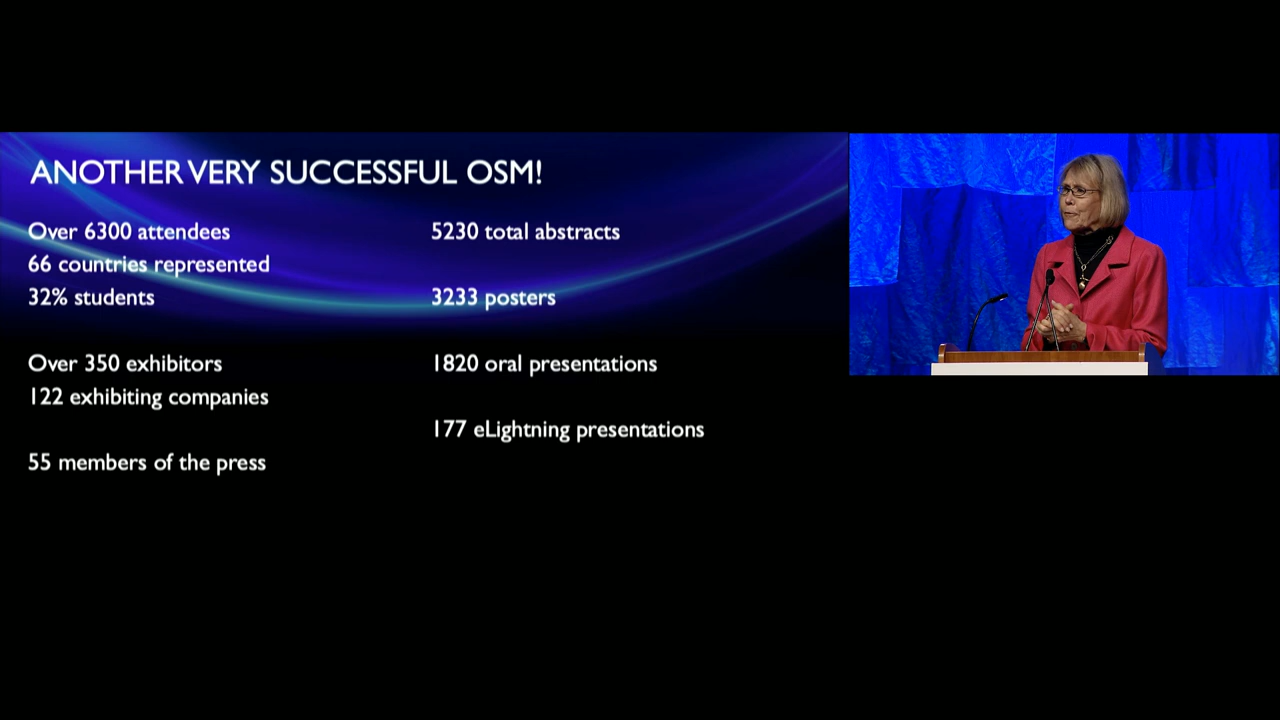 ANOTHER VERY SUCCESSFUL OSM!
Over 6300 attendees
66 countries represented
32% students
Over 350 exhibitors
122 exhibiting companies
55 members of the press
5230 total abstracts
3233 posters
1820 oral presentations
177 eLightning presentations